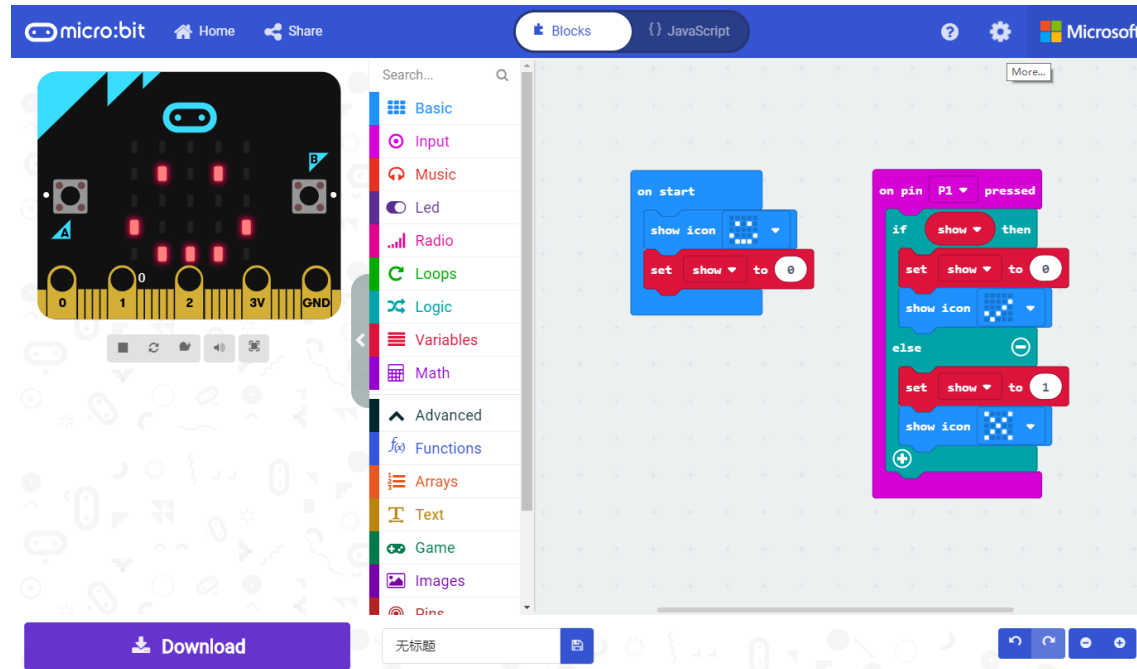 micro:bit Home Share Blocks {} JavaScript ? Microsoft
More...
Search...
Basic
Input
Music
Led
Radio
Loops
Logic
Variables
Math
Advanced
f(x) Functions
Arrays
Text
Game
Images
Pins
B
A
0
0 1 2 3V GND
on start
show icon
set show to 0
on pin P1 pressed
if show then
set show to 0
show icon
else
set show to 1
show icon
Download
无标题